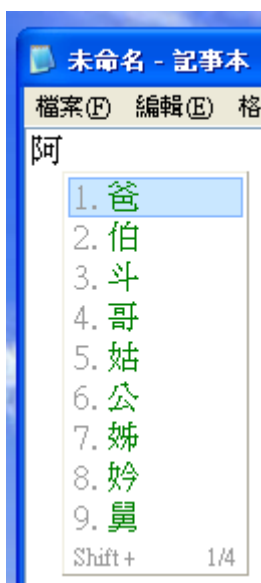 未命名 - 記事本
檔案(F) 編輯(E) 格
阿
1. 爸
2. 伯
3. 斗
4. 哥
5. 姑
6. 公
7. 姊
8. 妗
9. 舅
Shift + 1/4